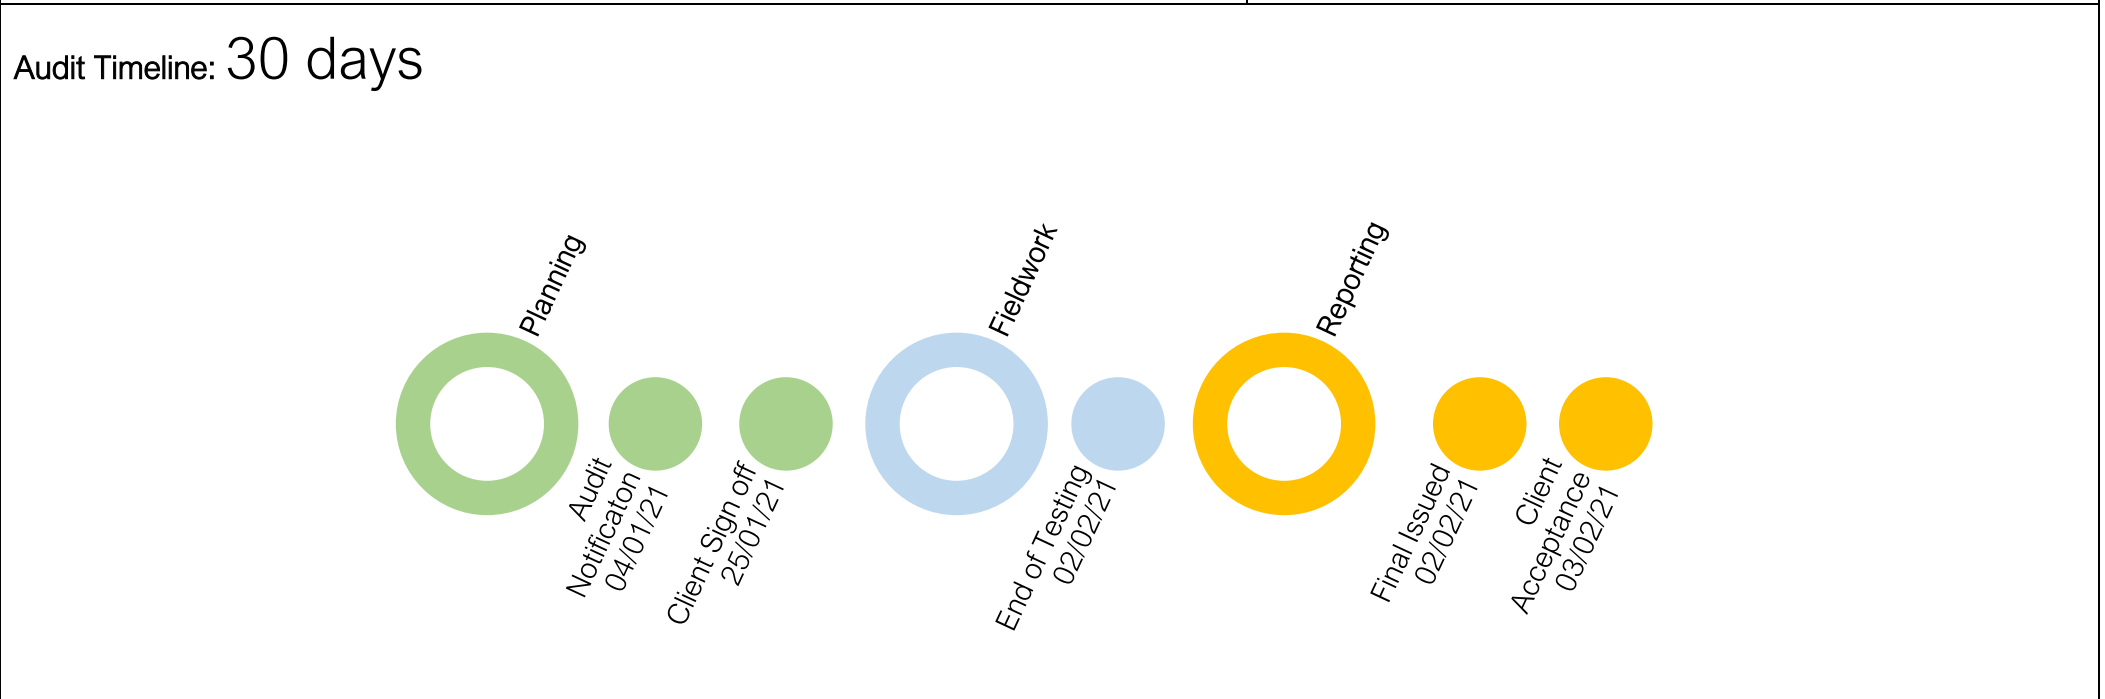 Audit Timeline: 30 days
Planning
Fieldwork
Reporting
Audit
Notificaton
04/01/21
Client Sign off
25/01/21
End of Testing
02/02/21
Final Issued
02/02/21
Client
Acceptance
03/02/21